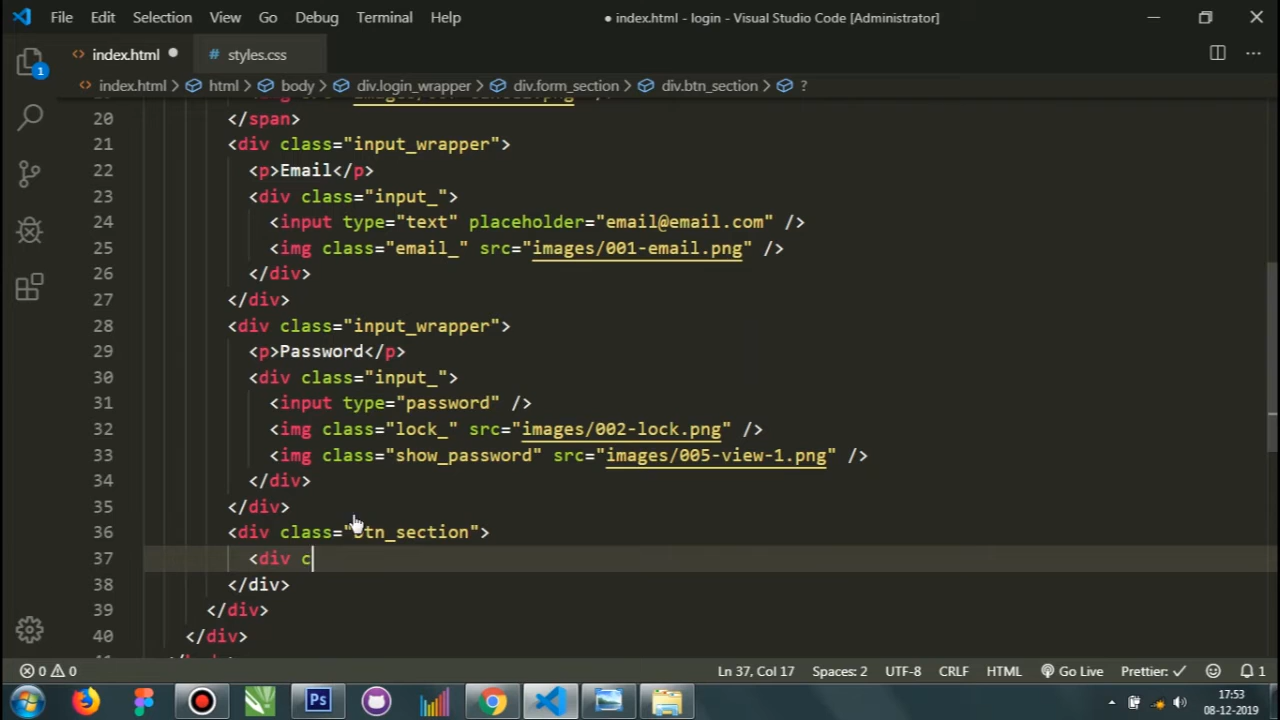 File Edit Selection View Go Debug Terminal Help
● index.html - login - Visual Studio Code [Administrator]
index.html ● # styles.css
1
index.html > html > body > div.login_wrapper > div.form_section > div.btn_section > ?
20 </span>
21 <div class="input_wrapper">
22 <p>Email</p>
23 <div class="input_">
24 <input type="text" placeholder="email@email.com" />
25 <img class="email_" src="images/001-email.png" />
26 </div>
27 </div>
28 <div class="input_wrapper">
29 <p>Password</p>
30 <div class="input_">
31 <input type="password" />
32 <img class="lock_" src="images/002-lock.png" />
33 <img class="show_password" src="images/005-view-1.png" />
34 </div>
35 </div>
36 <div class="btn_section">
37 <div c
38 </div>
39 </div>
40 </div>
0 0 Ln 37, Col 17 Spaces: 2 UTF-8 CRLF HTML Go Live Prettier: ✓ 1
Ps
17:53
08-12-2019